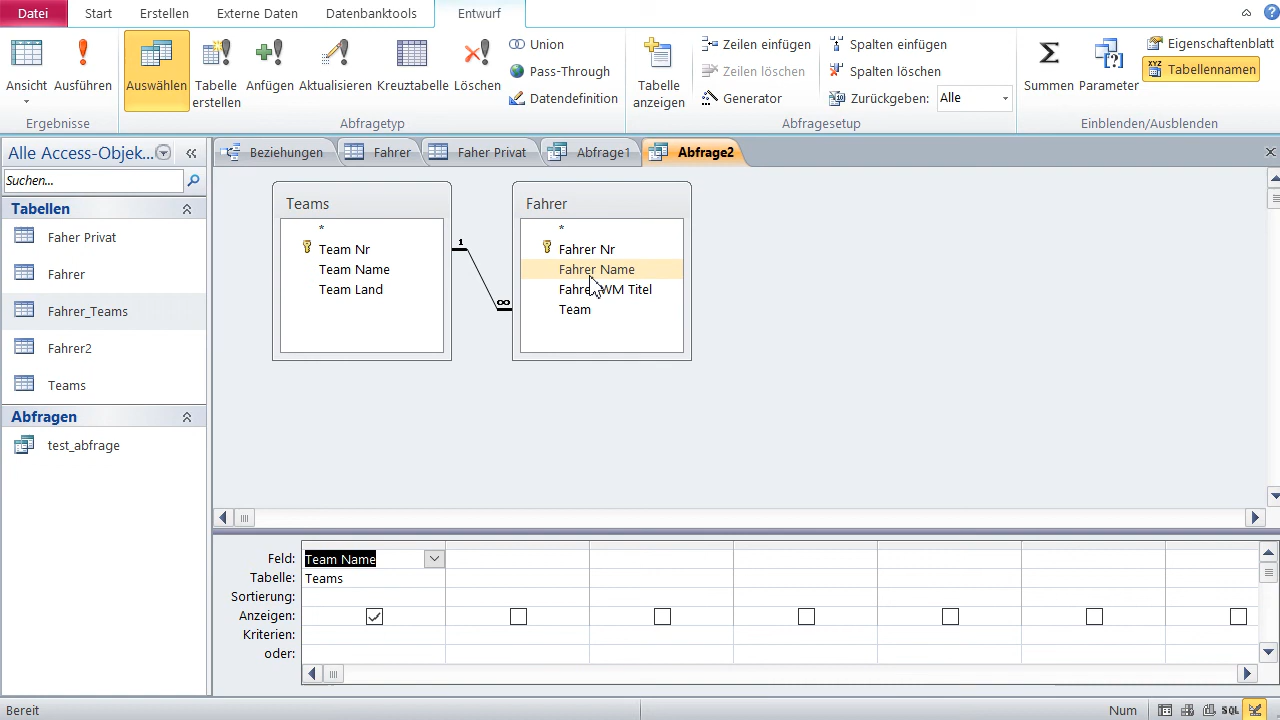 Datei Start Erstellen Externe Daten Datenbanktools Entwurf
Ansicht
Ausführen
Ergebnisse
Auswählen
Tabelle
erstellen
Anfügen
Aktualisieren
Kreuztabelle
Löschen
Union
Pass-Through
Datendefinition
Abfragetyp
Tabelle
anzeigen
Zeilen einfügen
Zeilen löschen
Generator
Spalten einfügen
Spalten löschen
Zurückgeben: Alle
Abfragesetup
Summen
Parameter
Eigenschaftenblatt
Tabellennamen
Einblenden/Ausblenden
Alle Access-Objek...
Suchen...
Tabellen
Faher Privat
Fahrer
Fahrer_Teams
Fahrer2
Teams
Abfragen
test_abfrage
Beziehungen Fahrer Faher Privat Abfrage1 Abfrage2
Teams
*
Team Nr
Team Name
Team Land
1
∞
Fahrer
*
Fahrer Nr
Fahrer Name
Fahrer WM Titel
Team
Feld: Team Name
Tabelle: Teams
Sortierung:
Anzeigen:
Kriterien:
oder:
Bereit Num SQL